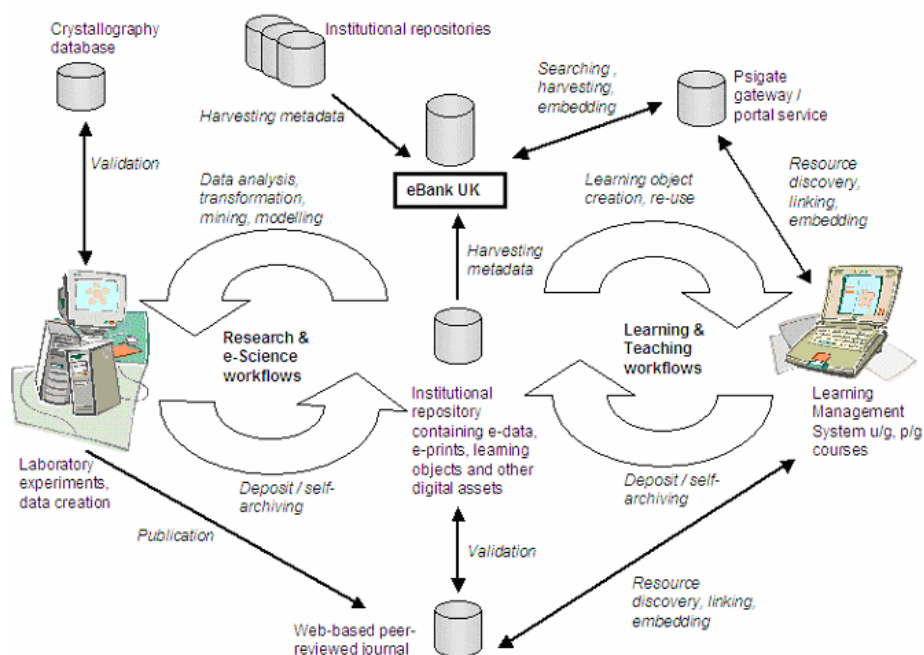 Crystallography
database
Institutional repositories
Searching ,
harvesting,
embedding
Psigate
gateway /
portal service
Harvesting metadata
Validation
eBank UK
Data analysis,
transformation,
mining, modelling
Learning object
creation, re-use
Resource
discovery,
linking,
embedding
Harvesting
metadata
Research &
e-Science
workflows
Learning &
Teaching
workflows
Institutional
repository
containing e-data,
e-prints, learning
objects and other
digital assets
Learning
Management
System u/g, p/g
courses
Laboratory
experiments,
data creation
Deposit / self-
archiving
Deposit / self-
archiving
Publication
Validation
Resource
discovery, linking,
embedding
Web-based peer-
reviewed journal